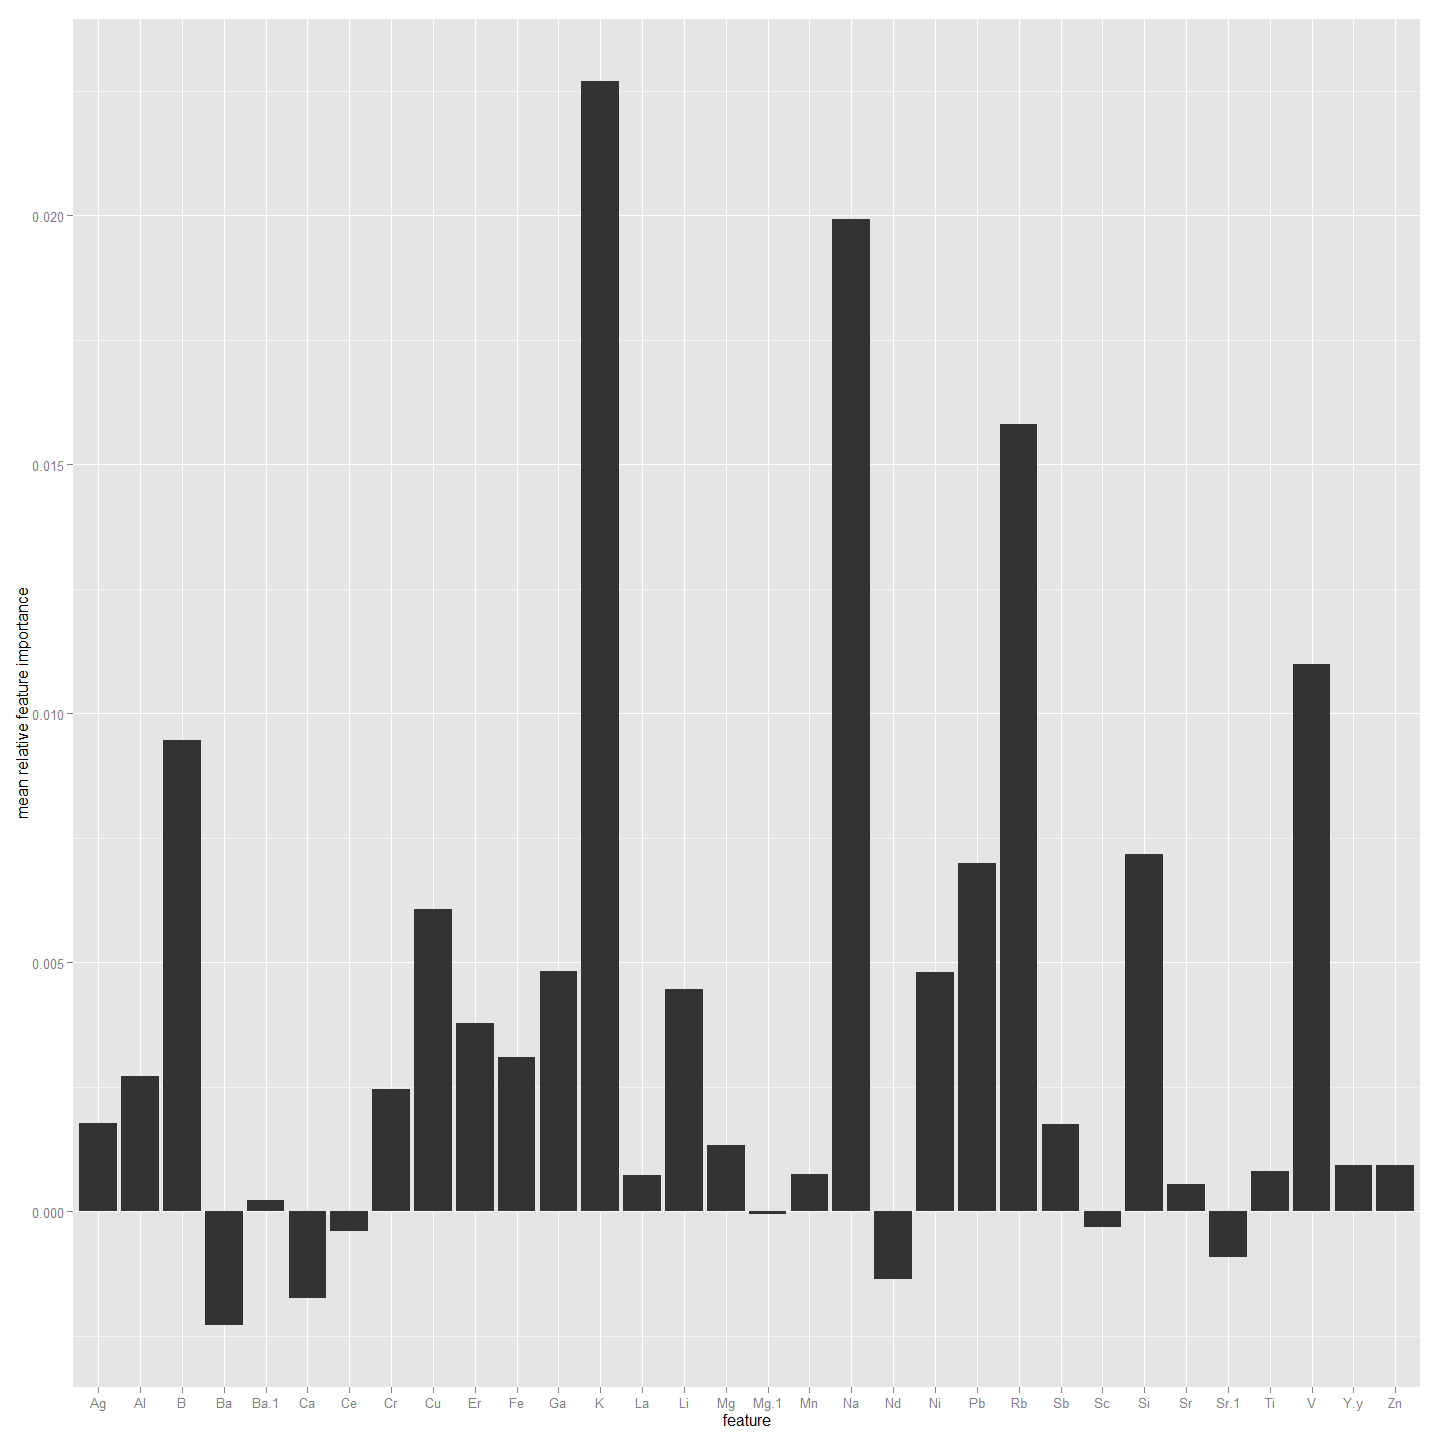 mean relative feature importance
0.020
0.015
0.010
0.005
0.000
Ag Al B Ba Ba.1 Ca Ce Cr Cu Er Fe Ga K La Li Mg Mg.1 Mn Na Nd Ni Pb Rb Sb Sc Si Sr Sr.1 Ti V Y.y Zn
feature